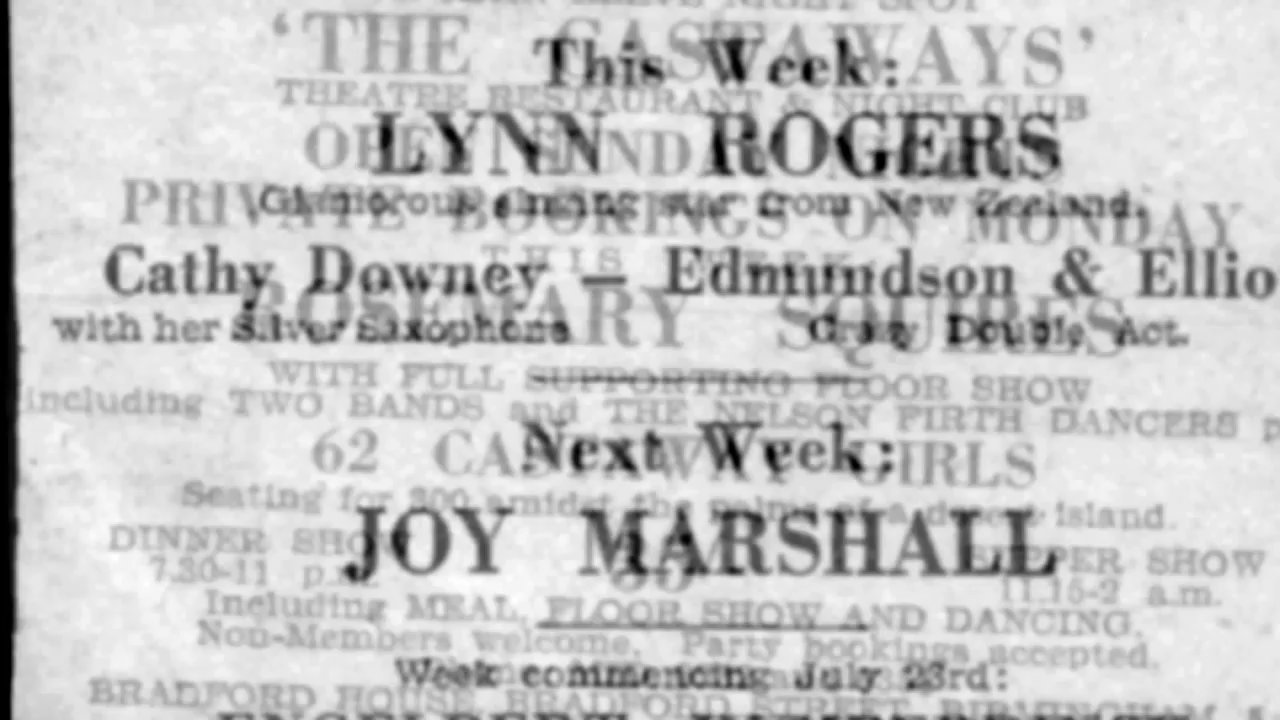 'THE CASTAWAYS'
This Week:
THEATRE RESTAURANT & NIGHT CLUB
LYNN ROGERS
PRIVATE BOOKINGS ON MONDAY
Glamorous singing star from New Zealand.
THIS
Cathy Downey — Edmundson & Ellio
ROSEMARY SQUIRES
with her Silver Saxophone Crazy Double Act.
WITH FULL SUPPORTING FLOOR SHOW
including TWO BANDS and THE NELSON FIRTH DANCERS
62 CASTAWAY GIRLS
Next Week:
Seating for 300 amidst the palms of a desert island.
JOY MARSHALL
DINNER SHOW SUPPER SHOW
7.30-11 p.m. 11.15-2 a.m.
Including MEAL, FLOOR SHOW AND DANCING.
Non-Members welcome. Party bookings accepted.
Week commencing July 23rd:
BRADFORD HOUSE, BRADFORD STREET, BIRMINGHAM